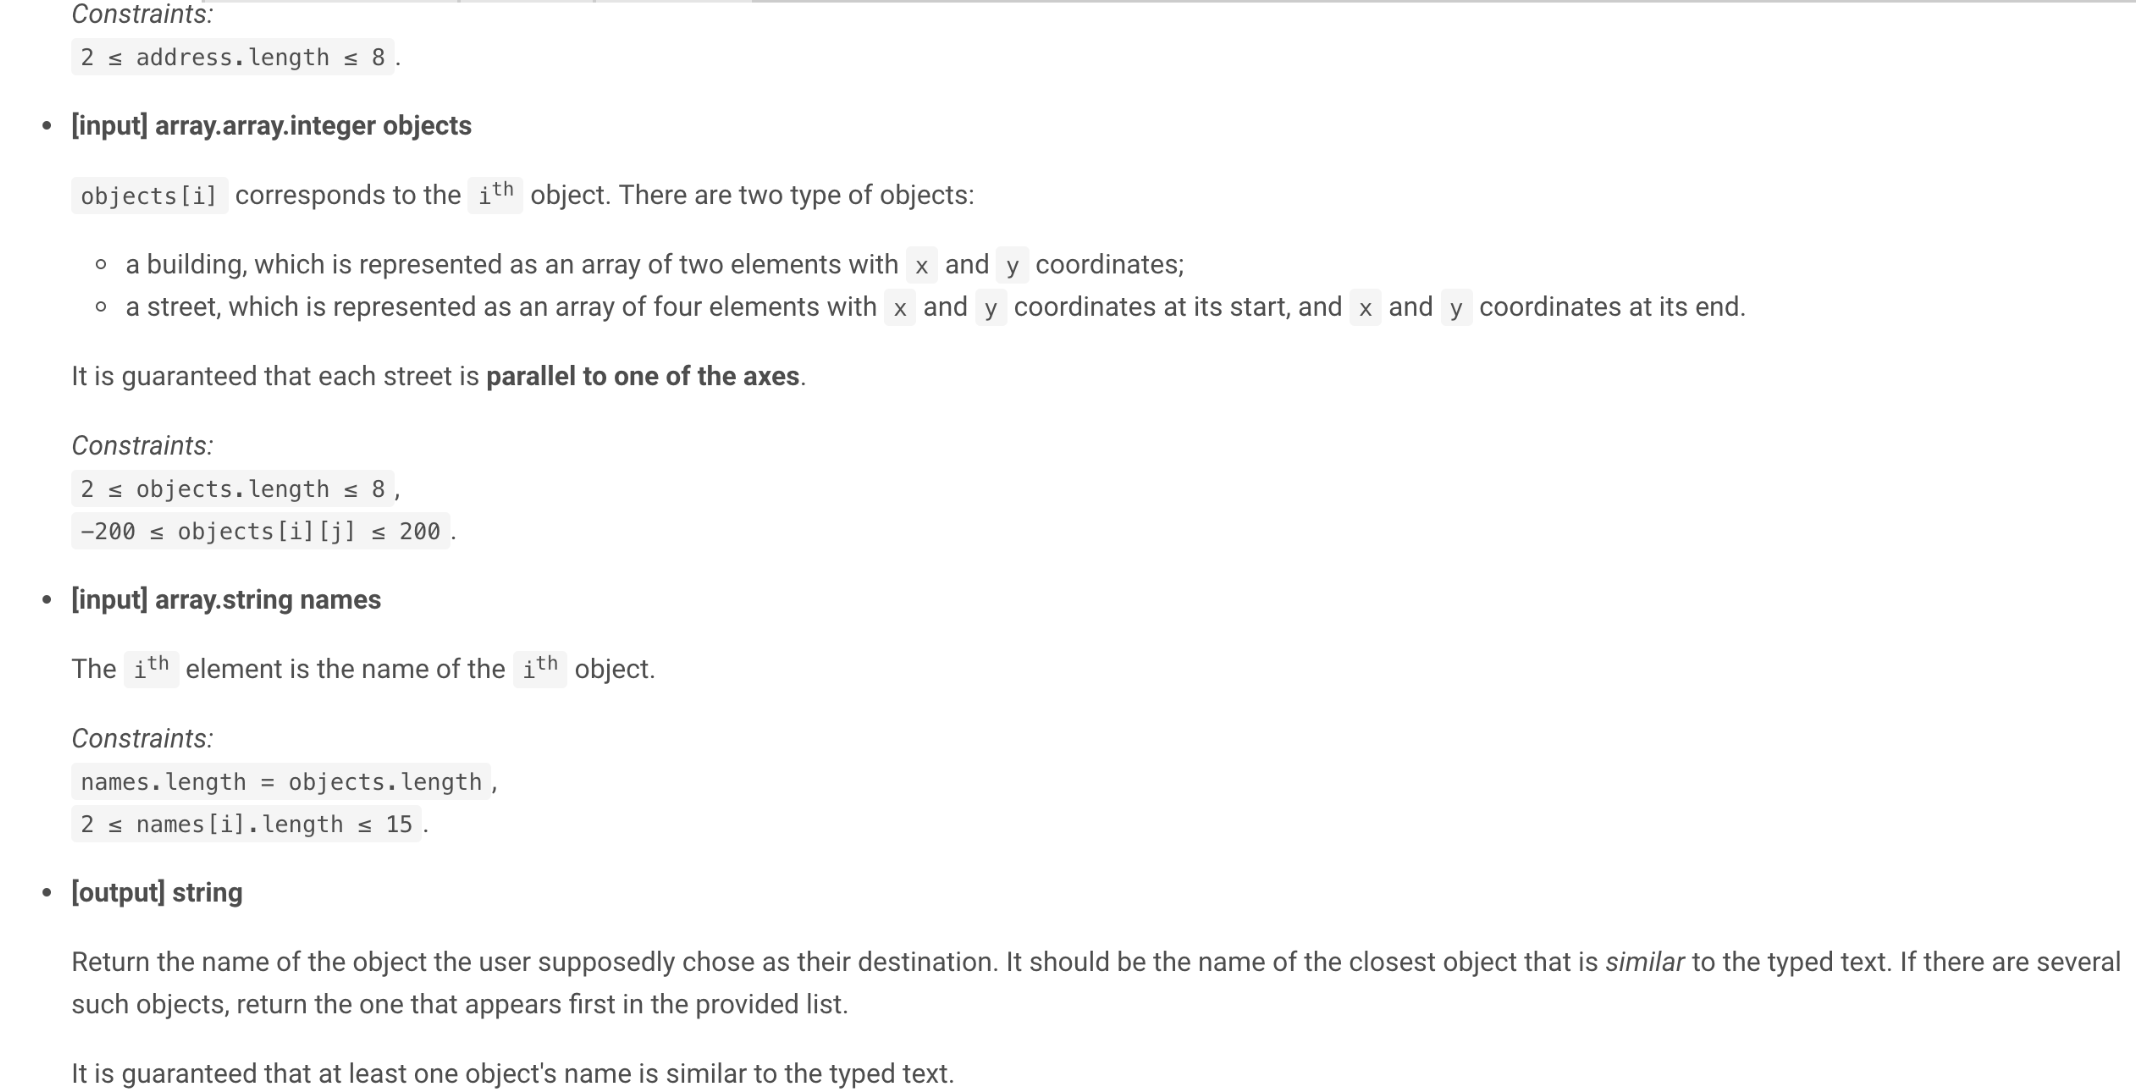 Constraints:
2 ≤ address.length ≤ 8 .
• [input] array.array.integer objects
objects[i] corresponds to the iᵗʰ object. There are two type of objects:
◦ a building, which is represented as an array of two elements with x and y coordinates;
◦ a street, which is represented as an array of four elements with x and y coordinates at its start, and x and y coordinates at its end.
It is guaranteed that each street is parallel to one of the axes.
Constraints:
2 ≤ objects.length ≤ 8 ,
-200 ≤ objects[i][j] ≤ 200 .
• [input] array.string names
The iᵗʰ element is the name of the iᵗʰ object.
Constraints:
names.length = objects.length ,
2 ≤ names[i].length ≤ 15 .
• [output] string
Return the name of the object the user supposedly chose as their destination. It should be the name of the closest object that is similar to the typed text. If there are several
such objects, return the one that appears first in the provided list.
It is guaranteed that at least one object's name is similar to the typed text.